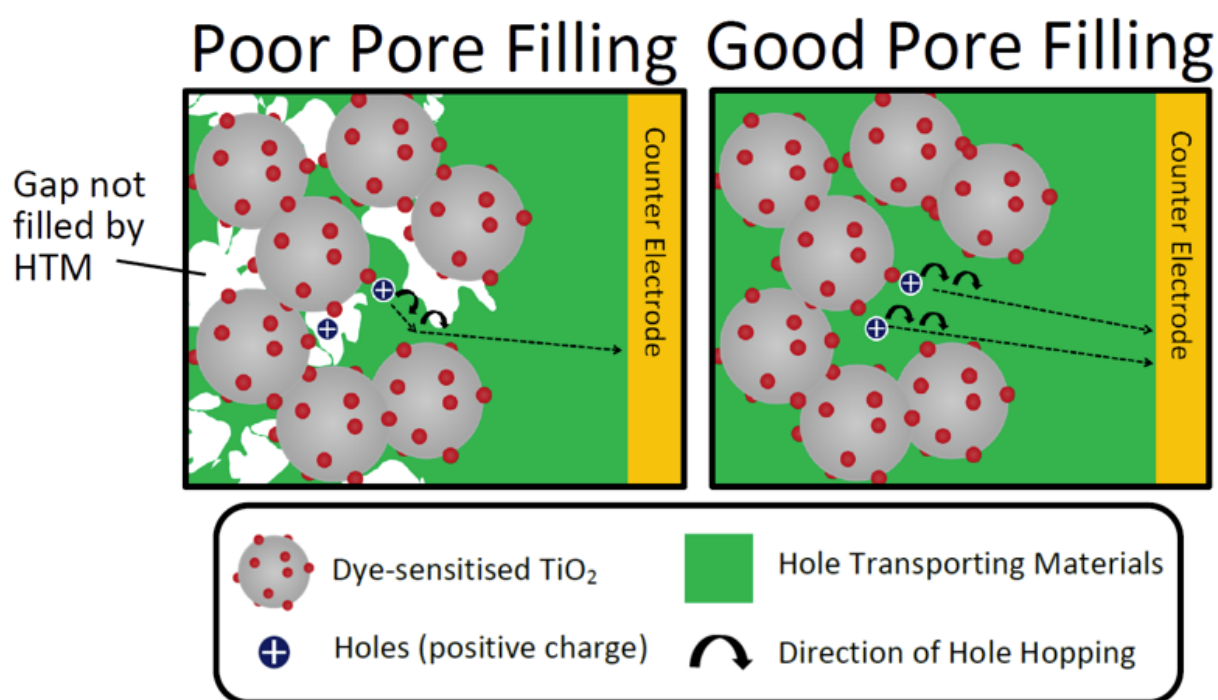 Poor Pore Filling
Good Pore Filling
Gap not
filled by
HTM
Counter Electrode
Counter Electrode
Dye-sensitised TiO₂
Hole Transporting Materials
Holes (positive charge)
Direction of Hole Hopping